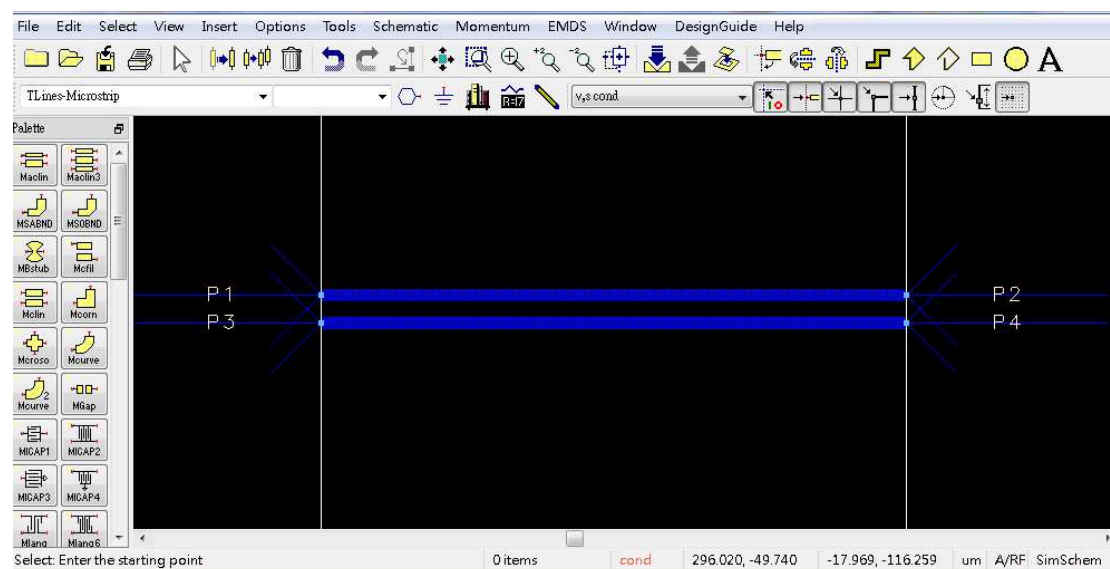 File Edit Select View Insert Options Tools Schematic Momentum EMDS Window DesignGuide Help
TLines-Microstrip v,s cond
Palette
Maclin Maclin3
MSABND MSOBND
MBstub Mcfil
Mclin Mcorn
Mcroso Mcurve
Mcurve MGap
MICAP1 MICAP2
MICAP3 MICAP4
Mlang Mlang6
P1 P2
P3 P4
Select: Enter the starting point 0 items cond 296.020, -49.740 -17.969, -116.259 um A/RF SimSchem